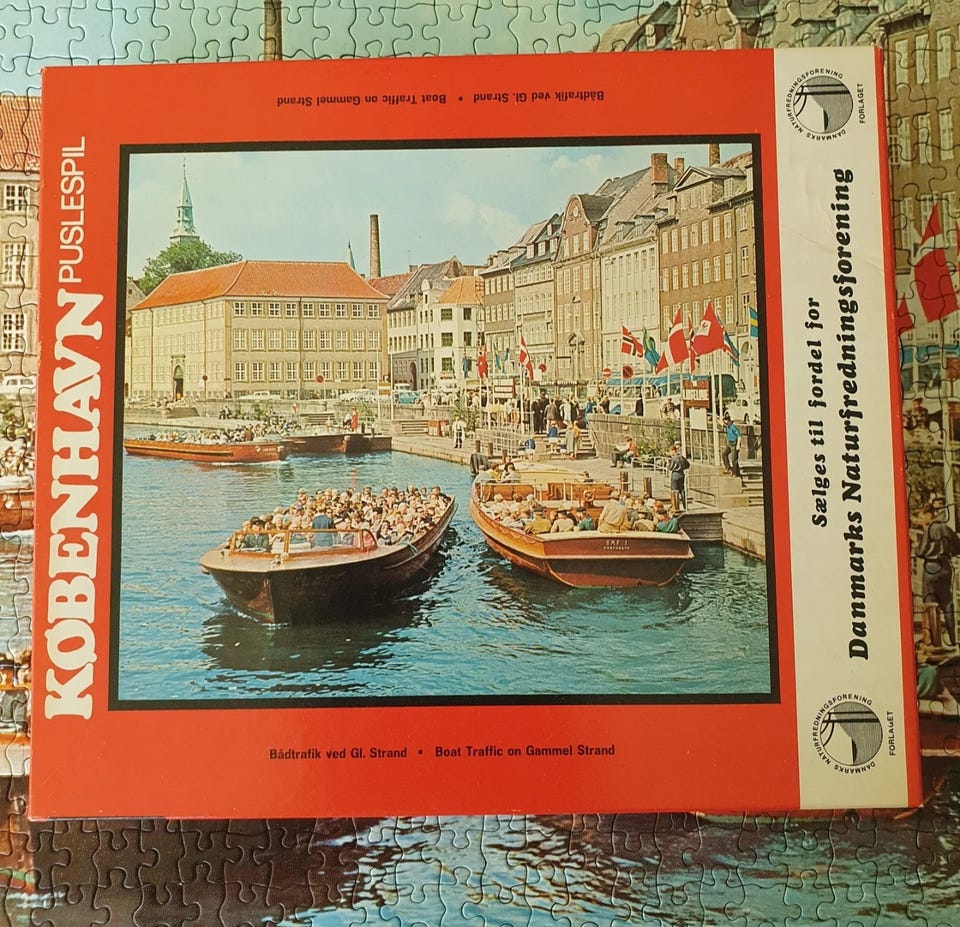 Bådtrafik ved Gl. Strand • Boat Traffic on Gammel Strand
KØBENHAVN PUSLESPIL
Bådtrafik ved Gl. Strand • Boat Traffic on Gammel Strand
DANMARKS NATURFREDNINGSFORENING
FORLAGET
Sælges til fordel for
Danmarks Naturfredningsforening
DANMARKS NATURFREDNINGSFORENING
FORLAGET